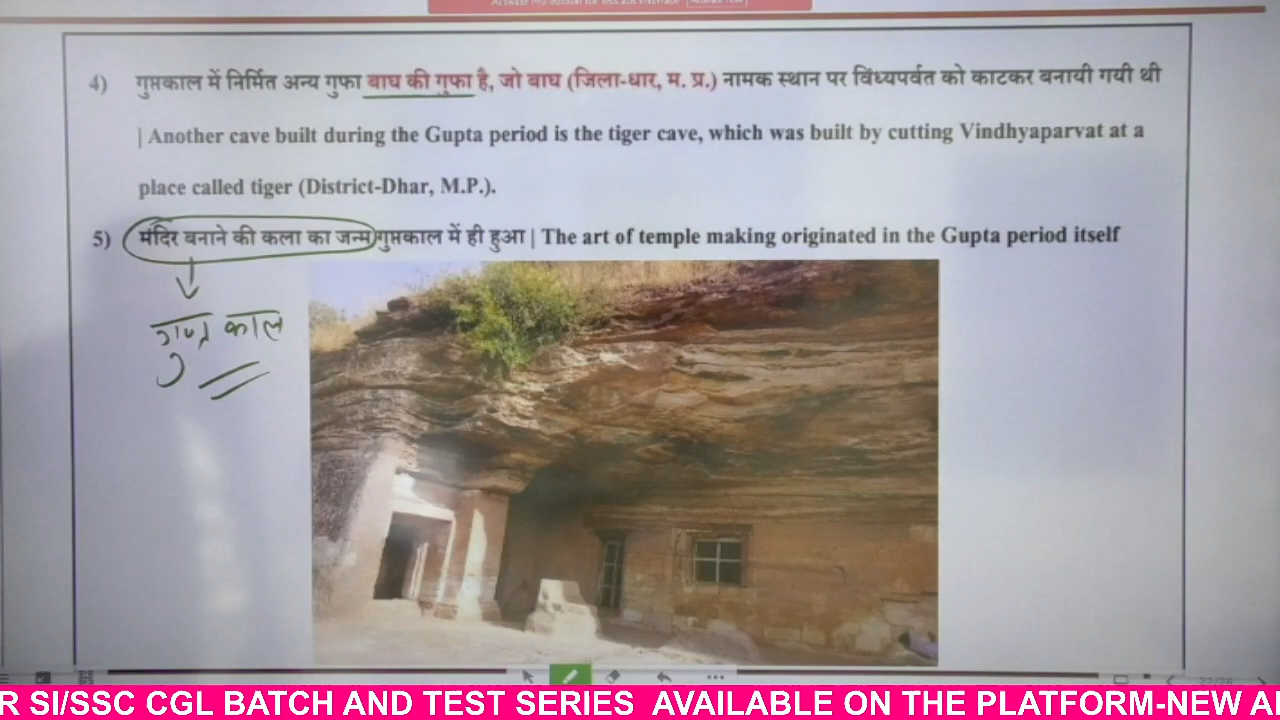 4) गुप्तकाल में निर्मित अन्य गुफा बाघ की गुफा है, जो बाघ (जिला-धार, म. प्र.) नामक स्थान पर विंध्यपर्वत को काटकर बनायी गयी थी
| Another cave built during the Gupta period is the tiger cave, which was built by cutting Vindhyaparvat at a
place called tiger (District-Dhar, M.P.).
5) मंदिर बनाने की कला का जन्म गुप्तकाल में ही हुआ | The art of temple making originated in the Gupta period itself
गुप्त काल
R SI/SSC CGL BATCH AND TEST SERIES AVAILABLE ON THE PLATFORM-NEW A